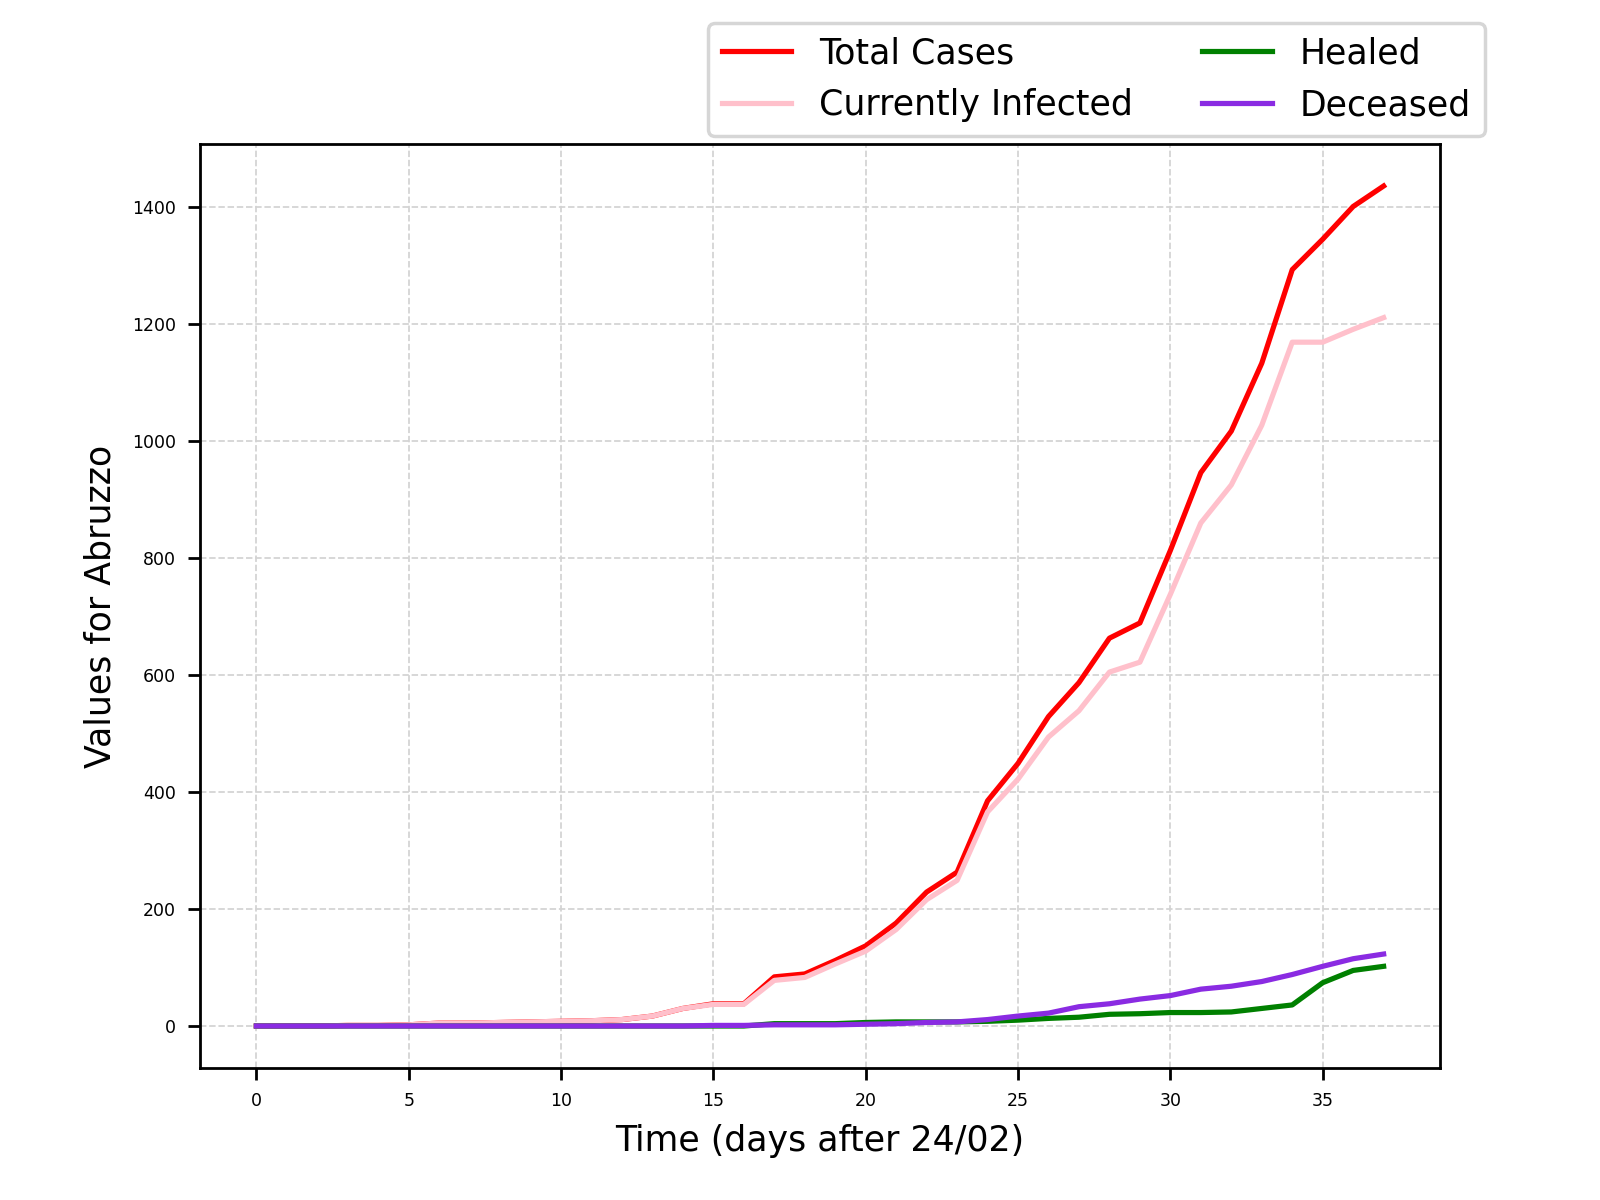 Total Cases
Currently Infected
Healed
Deceased
1400
1200
1000
800
600
400
200
0
Values for Abruzzo
0 5 10 15 20 25 30 35
Time (days after 24/02)